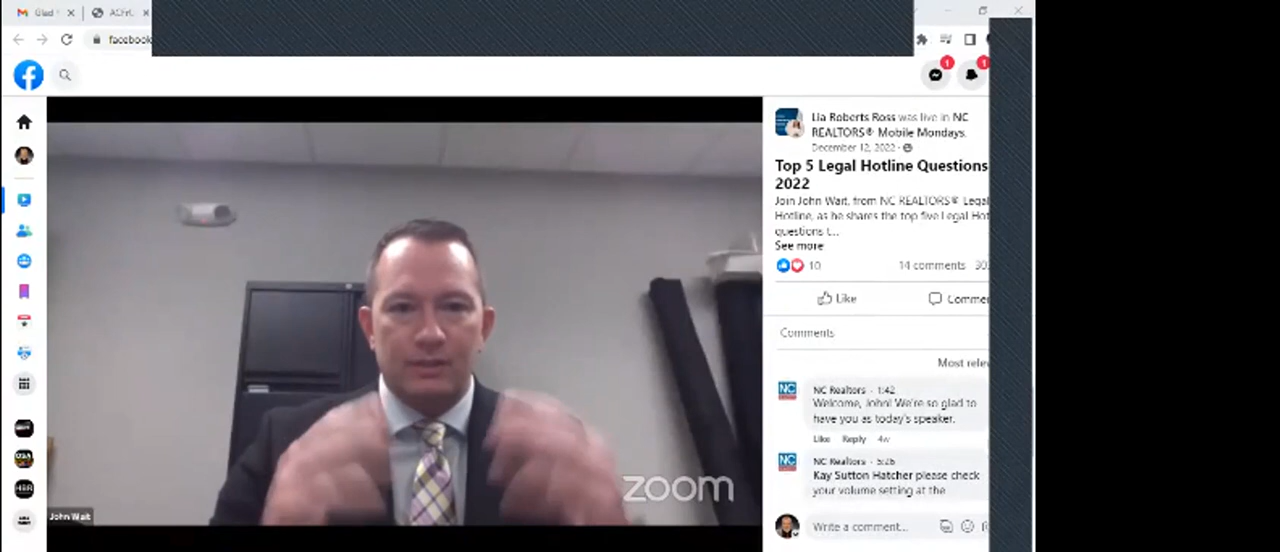 Glad
facebook
Lia Roberts Ross was live in NC
REALTORS® Mobile Mondays.
December 12, 2022 ·
Top 5 Legal Hotline Questions
2022
Join John Wait, from NC REALTORS® Legal
Hotline, as he shares the top five Legal Hot
questions t...
See more
10
14 comments
Like
Comme
Comments
Most rele
NC Realtors · 1:42
Welcome, John! We're so glad to
have you as today's speaker.
Like Reply 4w
NC Realtors · 5:26
Kay Sutton Hatcher please check
your volume setting at the
Write a comment...
zoom
John Wait
1
1